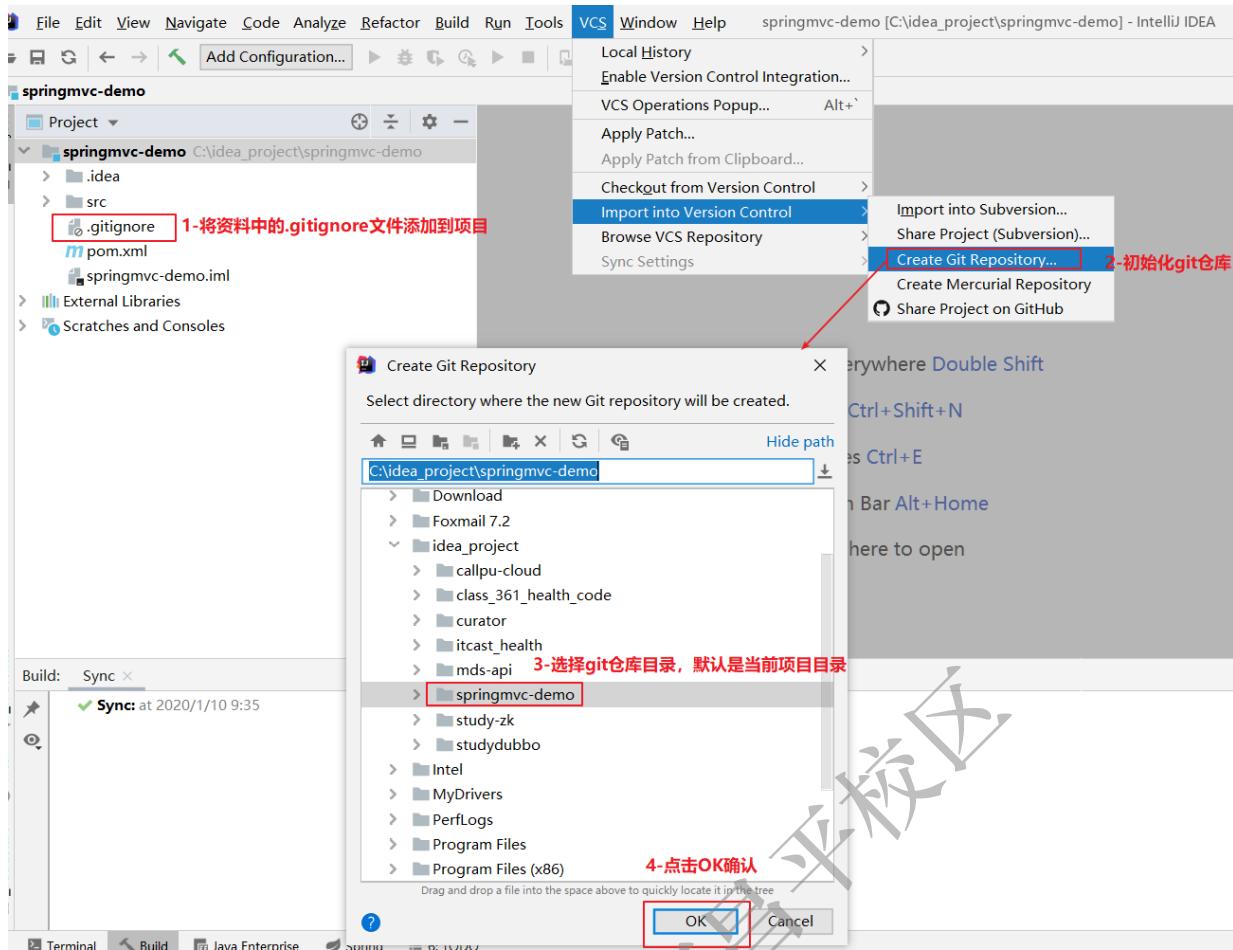 File Edit View Navigate Code Analyze Refactor Build Run Tools VCS Window Help springmvc-demo [C:\idea_project\springmvc-demo] - IntelliJ IDEA
Add Configuration...
springmvc-demo
Project
springmvc-demo C:\idea_project\springmvc-demo
.idea
src
.gitignore
1-将资料中的.gitignore文件添加到项目
pom.xml
springmvc-demo.iml
External Libraries
Scratches and Consoles
Local History
Enable Version Control Integration...
VCS Operations Popup... Alt+`
Apply Patch...
Apply Patch from Clipboard...
Checkout from Version Control
Import into Version Control
Browse VCS Repository
Sync Settings
Import into Subversion...
Share Project (Subversion)...
Create Git Repository...
2-初始化git仓库
Create Mercurial Repository
Share Project on GitHub
Double Shift
Ctrl+Shift+N
Ctrl+E
Bar Alt+Home
here to open
Create Git Repository
Select directory where the new Git repository will be created.
Hide path
C:\idea_project\springmvc-demo
Download
Foxmail 7.2
idea_project
callpu-cloud
class_361_health_code
curator
itcast_health
mds-api
3-选择git仓库目录，默认是当前项目目录
springmvc-demo
study-zk
studydubbo
Intel
MyDrivers
PerfLogs
Program Files
Program Files (x86)
4-点击OK确认
Drag and drop a file into the space above to quickly locate it in the tree
? OK Cancel
Build: Sync
Sync: at 2020/1/10 9:35
Terminal Build Java Enterprise Spring 6: TODO
昌平校区